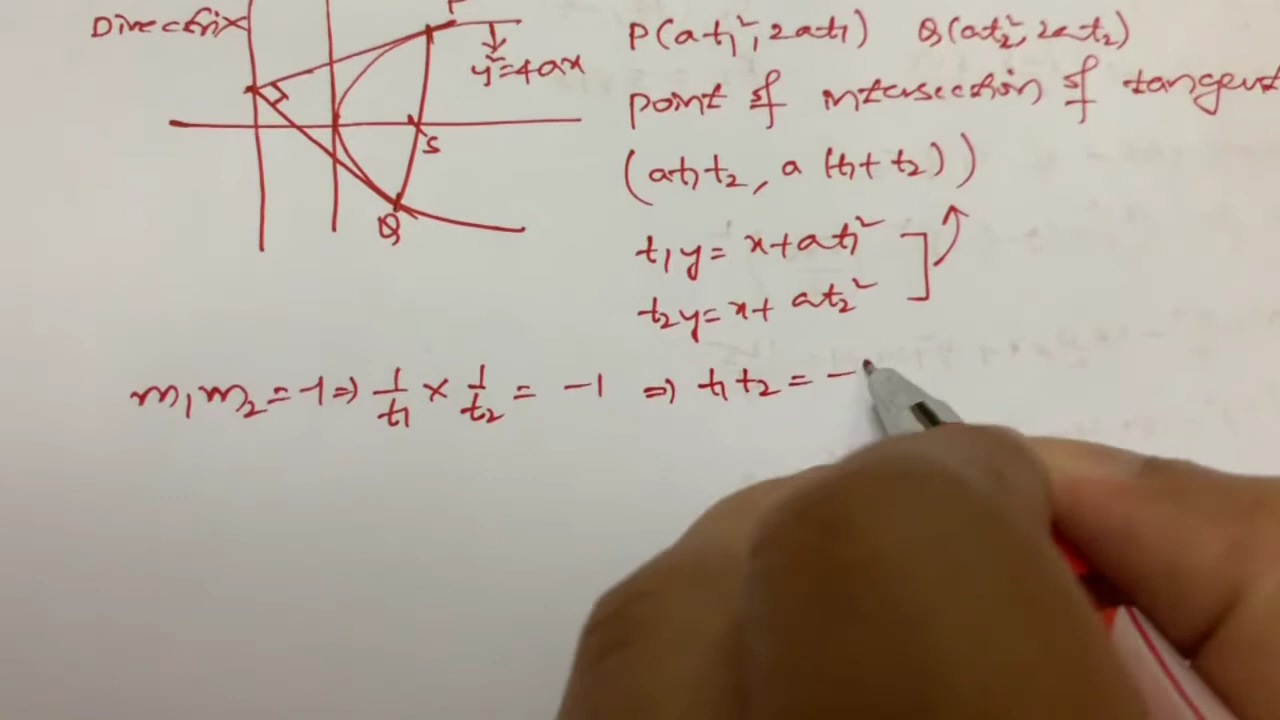 Directrix
P
y²=4ax
S
Q
P(at₁², 2at₁) Q(at₂², 2at₂)
point of intersection of tangent
(at₁t₂, a(t₁+t₂))
t₁y = x+at₁²
t₂y = x+at₂²
m₁m₂ = -1 ⇒ 1/t₁ × 1/t₂ = -1 ⇒ t₁t₂ = -